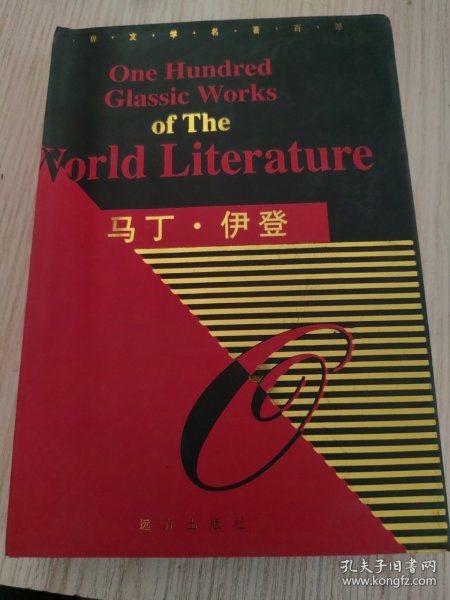 界·文·学·名·著·百·部
One Hundred
Glassic Works
of The
World Literature
马丁·伊登
远方出版社
孔夫子旧书网
www.kongfz.com